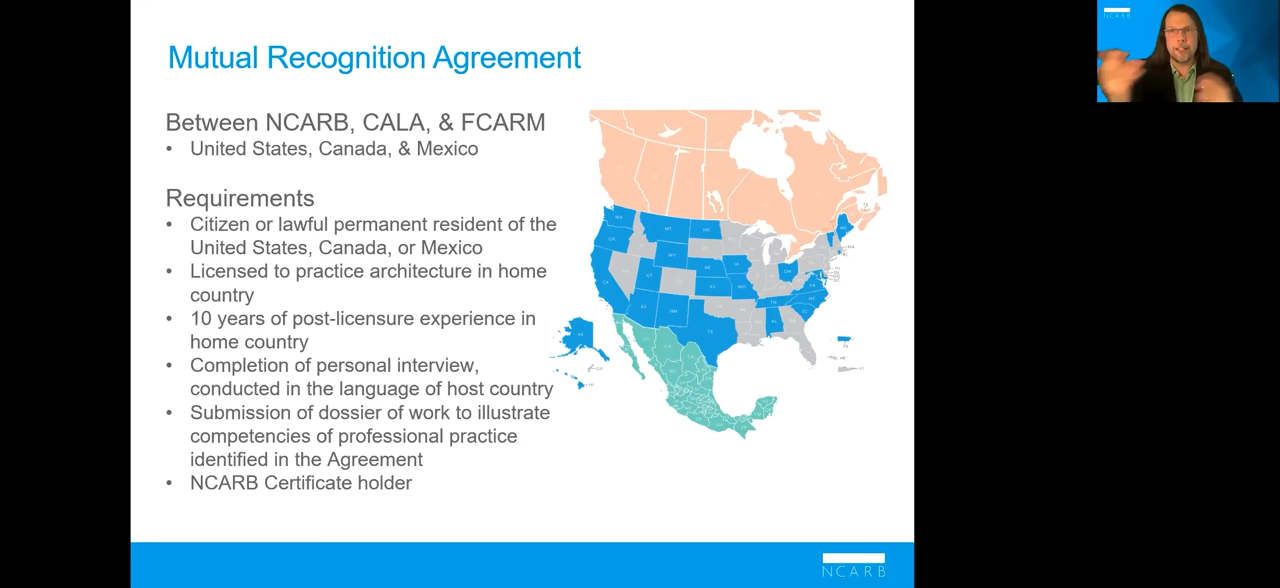 Mutual Recognition Agreement
Between NCARB, CALA, & FCARM
• United States, Canada, & Mexico
Requirements
• Citizen or lawful permanent resident of the
United States, Canada, or Mexico
• Licensed to practice architecture in home
country
• 10 years of post-licensure experience in
home country
• Completion of personal interview,
conducted in the language of host country
• Submission of dossier of work to illustrate
competencies of professional practice
identified in the Agreement
• NCARB Certificate holder
NCARB
NCARB